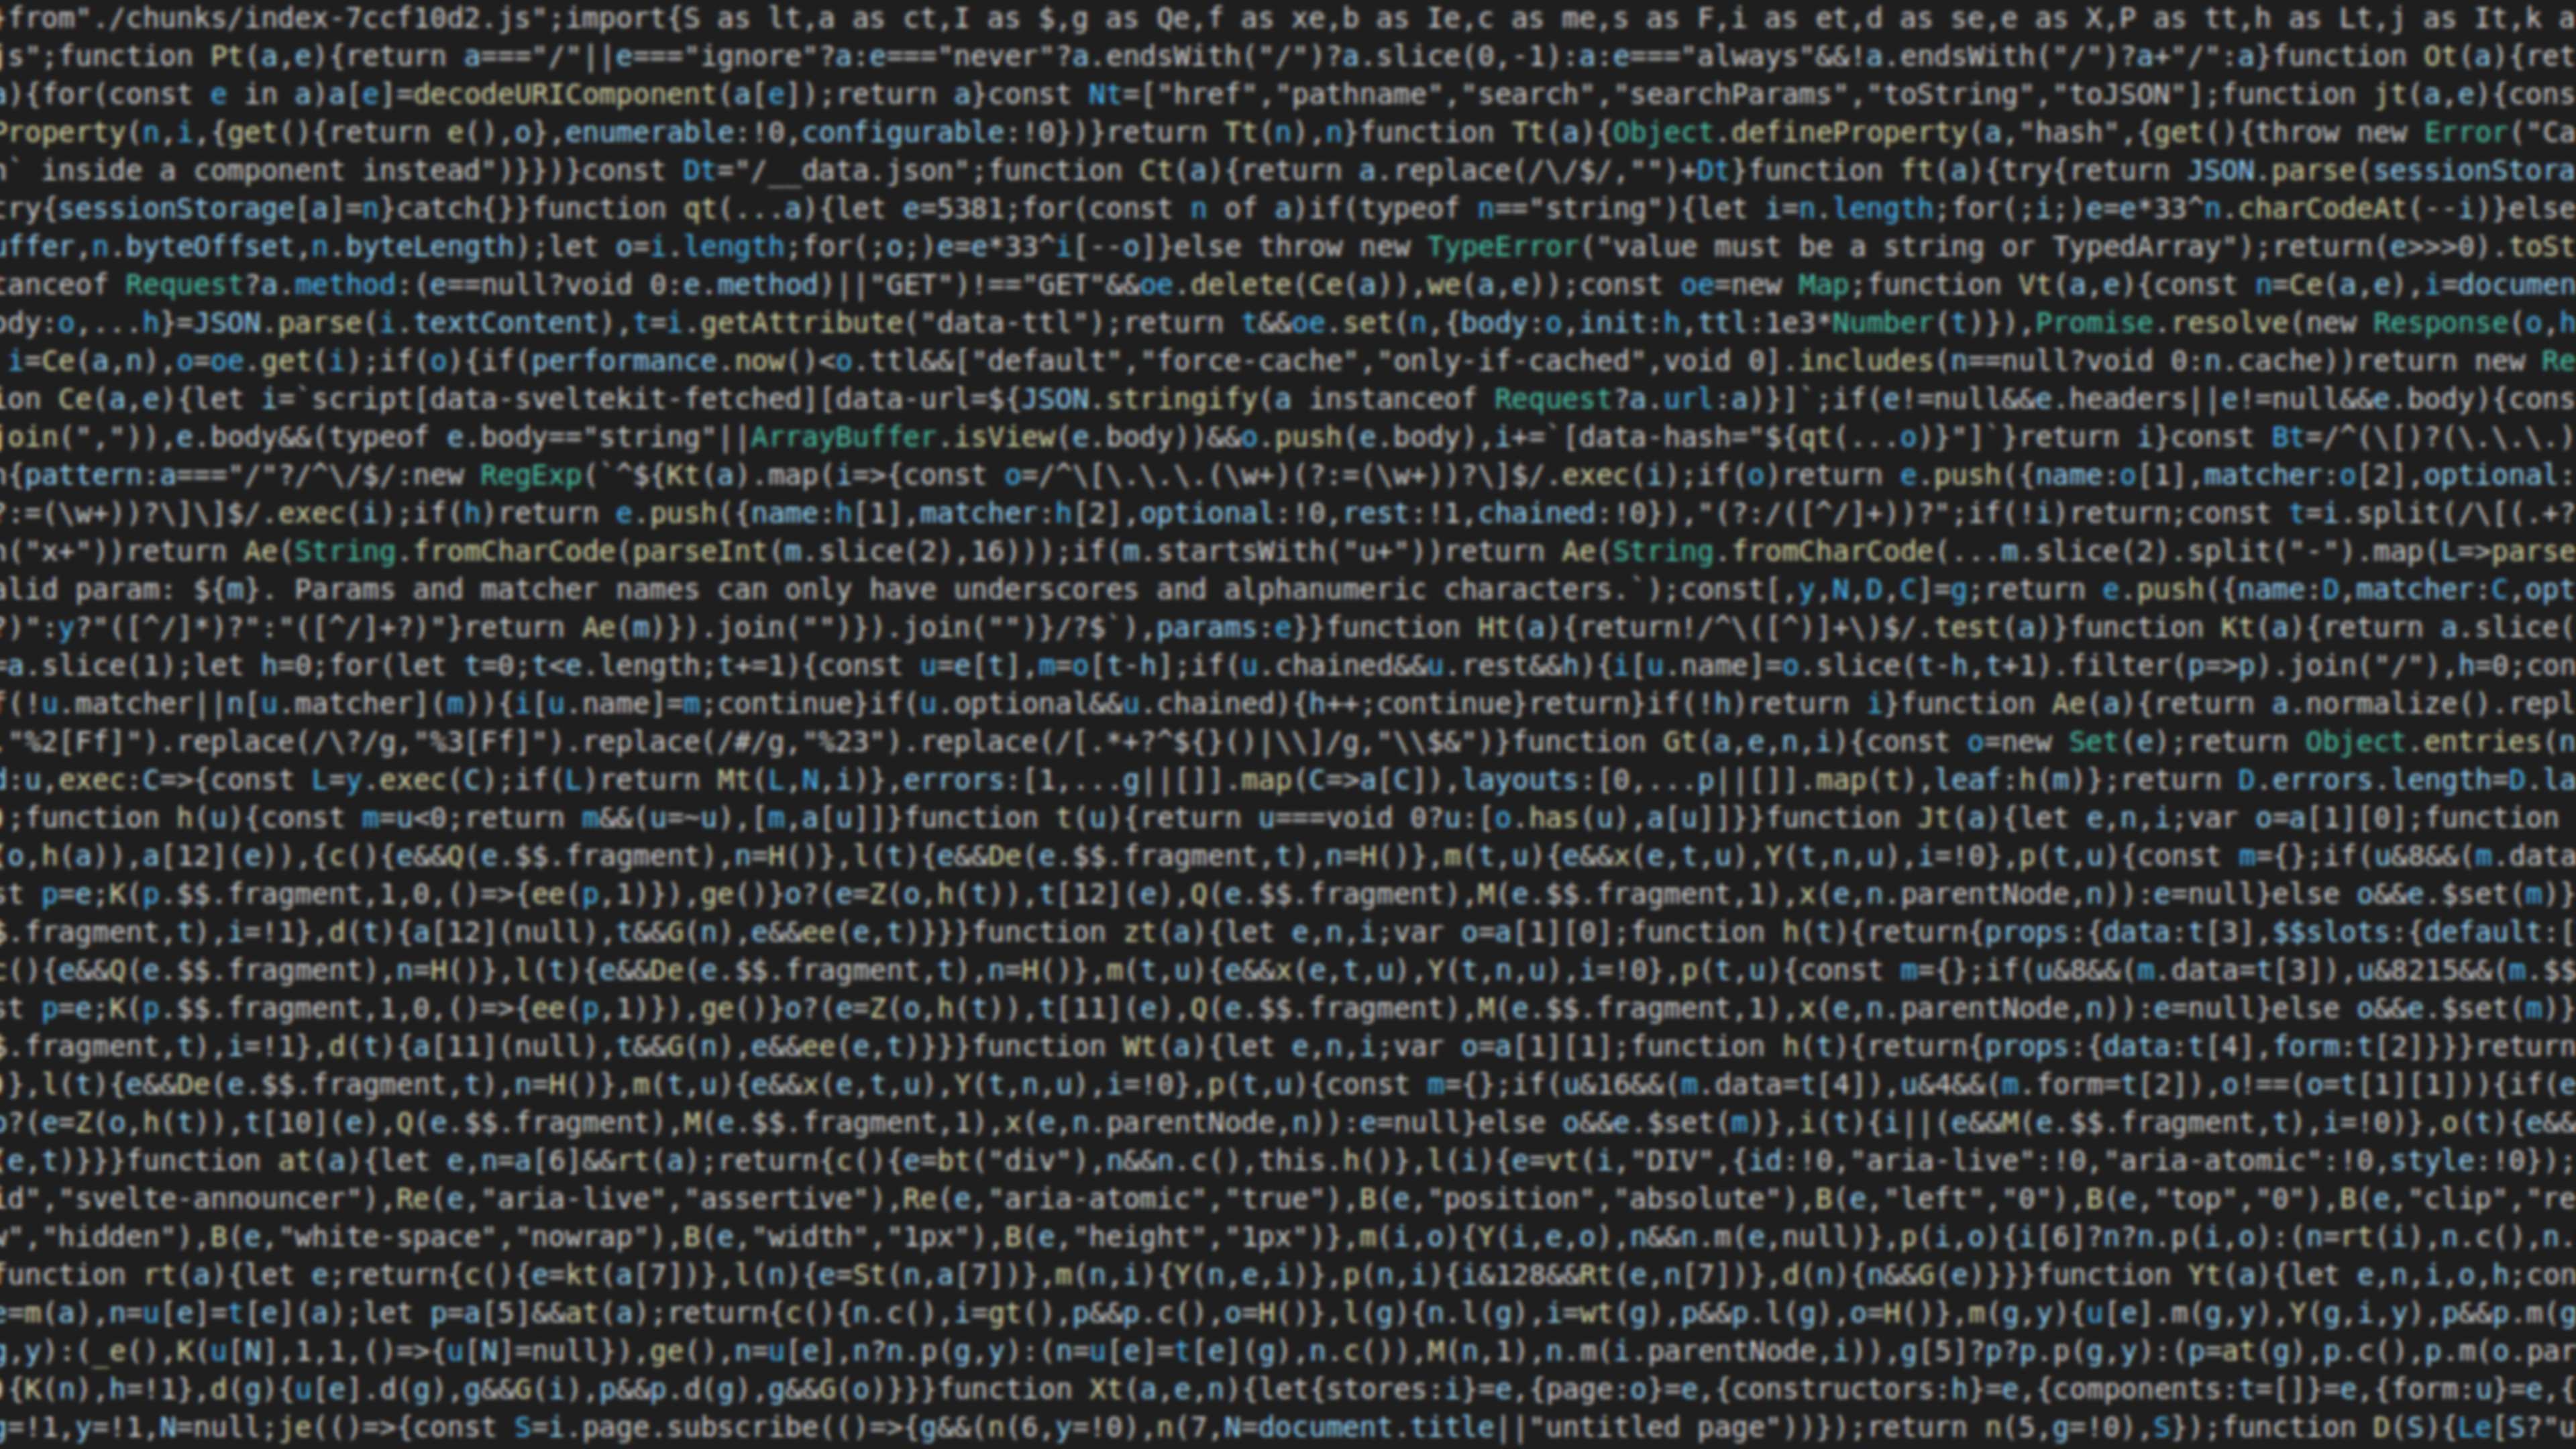 from"./chunks/index-7ccf10d2.js";import{S as lt,a as ct,I as $,g as Qe,f as xe,b as Ie,c as me,s as F,i as et,d as se,e as X,P as tt,h as Lt,j as It,k a
js";function Pt(a,e){return a==="/"||e==="ignore"?a:e==="never"?a.endsWith("/")?a.slice(0,-1):a:e==="always"&&!a.endsWith("/")?a+"/":a}function Ot(a){ret
a){for(const e in a)a[e]=decodeURIComponent(a[e]);return a}const Nt=["href","pathname","search","searchParams","toString","toJSON"];function jt(a,e){cons
Property(n,i,{get(){return e(),o},enumerable:!0,configurable:!0})}return Tt(n),n}function Tt(a){Object.defineProperty(a,"hash",{get(){throw new Error("Ca
n` inside a component instead")}})}const Dt="/__data.json";function Ct(a){return a.replace(/\/$/,"")+Dt}function ft(a){try{return JSON.parse(sessionStora
try{sessionStorage[a]=n}catch{}}function qt(...a){let e=5381;for(const n of a)if(typeof n=="string"){let i=n.length;for(;i;)e=e*33^n.charCodeAt(--i)}else
uffer,n.byteOffset,n.byteLength);let o=i.length;for(;o;)e=e*33^i[--o]}else throw new TypeError("value must be a string or TypedArray");return(e>>>0).toSt
tanceof Request?a.method:(e==null?void 0:e.method)||"GET")!=="GET"&&oe.delete(Ce(a)),we(a,e));const oe=new Map;function Vt(a,e){const n=Ce(a,e),i=documen
ody:o,...h}=JSON.parse(i.textContent),t=i.getAttribute("data-ttl");return t&&oe.set(n,{body:o,init:h,ttl:1e3*Number(t)}),Promise.resolve(new Response(o,h
i=Ce(a,n),o=oe.get(i);if(o){if(performance.now()<o.ttl&&["default","force-cache","only-if-cached",void 0].includes(n==null?void 0:n.cache))return new Re
ion Ce(a,e){let i=`script[data-sveltekit-fetched][data-url=${JSON.stringify(a instanceof Request?a.url:a)}]`;if(e!=null&&e.headers||e!=null&&e.body){cons
join(",")),e.body&&(typeof e.body=="string"||ArrayBuffer.isView(e.body))&&o.push(e.body),i+=`[data-hash="${qt(...o)}"]`}return i}const Bt=/^(\[)?(\.\.\.)
n{pattern:a==="/"?/^\/$/:new RegExp(`^${Kt(a).map(i=>{const o=/^\[\.\.\.(\w+)(?:=(\w+))?\]$/.exec(i);if(o)return e.push({name:o[1],matcher:o[2],optional:
?:=(\w+))?\]\]$/.exec(i);if(h)return e.push({name:h[1],matcher:h[2],optional:!0,rest:!1,chained:!0}),"(?:/([^/]+))?";if(!i)return;const t=i.split(/\[(.+?
h("x+"))return Ae(String.fromCharCode(parseInt(m.slice(2),16)));if(m.startsWith("u+"))return Ae(String.fromCharCode(...m.slice(2).split("-").map(L=>parse
alid param: ${m}. Params and matcher names can only have underscores and alphanumeric characters.`);const[,y,N,D,C]=g;return e.push({name:D,matcher:C,opt
?)":y?"([^/]*)?":"([^/]+?)"}return Ae(m)}).join("")}).join("")}/?$`),params:e}}function Ht(a){return!/^\([^)]+\)$/.test(a)}function Kt(a){return a.slice(
=a.slice(1);let h=0;for(let t=0;t<e.length;t+=1){const u=e[t],m=o[t-h];if(u.chained&&u.rest&&h){i[u.name]=o.slice(t-h,t+1).filter(p=>p).join("/"),h=0;con
f(!u.matcher||n[u.matcher](m)){i[u.name]=m;continue}if(u.optional&&u.chained){h++;continue}return}if(!h)return i}function Ae(a){return a.normalize().repl
,"%2[Ff]").replace(/\?/g,"%3[Ff]").replace(/#/g,"%23").replace(/[.*+?^${}()|\\]/g,"\\$&")}function Gt(a,e,n,i){const o=new Set(e);return Object.entries(n
d:u,exec:C=>{const L=y.exec(C);if(L)return Mt(L,N,i)},errors:[1,...g||[]].map(C=>a[C]),layouts:[0,...p||[]].map(t),leaf:h(m)};return D.errors.length=D.la
);function h(u){const m=u<0;return m&&(u=~u),[m,a[u]]}function t(u){return u===void 0?u:[o.has(u),a[u]]}}function Jt(a){let e,n,i;var o=a[1][0];function
(o,h(a)),a[12](e)),{c(){e&&Q(e.$$.fragment),n=H()},l(t){e&&De(e.$$.fragment,t),n=H()},m(t,u){e&&x(e,t,u),Y(t,n,u),i=!0},p(t,u){const m={};if(u&8&&(m.data
st p=e;K(p.$$.fragment,1,0,()=>{ee(p,1)}),ge()}o?(e=Z(o,h(t)),t[12](e),Q(e.$$.fragment),M(e.$$.fragment,1),x(e,n.parentNode,n)):e=null}else o&&e.$set(m)}
$.fragment,t),i=!1},d(t){a[12](null),t&&G(n),e&&ee(e,t)}}}function zt(a){let e,n,i;var o=a[1][0];function h(t){return{props:{data:t[3],$$slots:{default:[
c(){e&&Q(e.$$.fragment),n=H()},l(t){e&&De(e.$$.fragment,t),n=H()},m(t,u){e&&x(e,t,u),Y(t,n,u),i=!0},p(t,u){const m={};if(u&8&&(m.data=t[3]),u&8215&&(m.$$
st p=e;K(p.$$.fragment,1,0,()=>{ee(p,1)}),ge()}o?(e=Z(o,h(t)),t[11](e),Q(e.$$.fragment),M(e.$$.fragment,1),x(e,n.parentNode,n)):e=null}else o&&e.$set(m)}
$.fragment,t),i=!1},d(t){a[11](null),t&&G(n),e&&ee(e,t)}}}function Wt(a){let e,n,i;var o=a[1][1];function h(t){return{props:{data:t[4],form:t[2]}}}return
)},l(t){e&&De(e.$$.fragment,t),n=H()},m(t,u){e&&x(e,t,u),Y(t,n,u),i=!0},p(t,u){const m={};if(u&16&&(m.data=t[4]),u&4&&(m.form=t[2]),o!==(o=t[1][1])){if(e
o?(e=Z(o,h(t)),t[10](e),Q(e.$$.fragment),M(e.$$.fragment,1),x(e,n.parentNode,n)):e=null}else o&&e.$set(m)},i(t){i||(e&&M(e.$$.fragment,t),i=!0)},o(t){e&&
(e,t)}}}function at(a){let e,n=a[6]&&rt(a);return{c(){e=bt("div"),n&&n.c(),this.h()},l(i){e=vt(i,"DIV",{id:!0,"aria-live":!0,"aria-atomic":!0,style:!0}):
id","svelte-announcer"),Re(e,"aria-live","assertive"),Re(e,"aria-atomic","true"),B(e,"position","absolute"),B(e,"left","0"),B(e,"top","0"),B(e,"clip","re
w","hidden"),B(e,"white-space","nowrap"),B(e,"width","1px"),B(e,"height","1px")},m(i,o){Y(i,e,o),n&&n.m(e,null)},p(i,o){i[6]?n?n.p(i,o):(n=rt(i),n.c(),n.
function rt(a){let e;return{c(){e=kt(a[7])},l(n){e=St(n,a[7])},m(n,i){Y(n,e,i)},p(n,i){i&128&&Rt(e,n[7])},d(n){n&&G(e)}}}function Yt(a){let e,n,i,o,h;con
e=m(a),n=u[e]=t[e](a);let p=a[5]&&at(a);return{c(){n.c(),i=gt(),p&&p.c(),o=H()},l(g){n.l(g),i=wt(g),p&&p.l(g),o=H()},m(g,y){u[e].m(g,y),Y(g,i,y),p&&p.m(g
g,y):(_e(),K(u[N],1,1,()=>{u[N]=null}),ge(),n=u[e],n?n.p(g,y):(n=u[e]=t[e](g),n.c()),M(n,1),n.m(i.parentNode,i)),g[5]?p?p.p(g,y):(p=at(g),p.c(),p.m(o.par
){K(n),h=!1},d(g){u[e].d(g),g&&G(i),p&&p.d(g),g&&G(o)}}}function Xt(a,e,n){let{stores:i}=e,{page:o}=e,{constructors:h}=e,{components:t=[]}=e,{form:u}=e,{
g=!1,y=!1,N=null;je(()=>{const S=i.page.subscribe(()=>{g&&(n(6,y=!0),n(7,N=document.title||"untitled page"))});return n(5,g=!0),S});function D(S){Le[S?"u